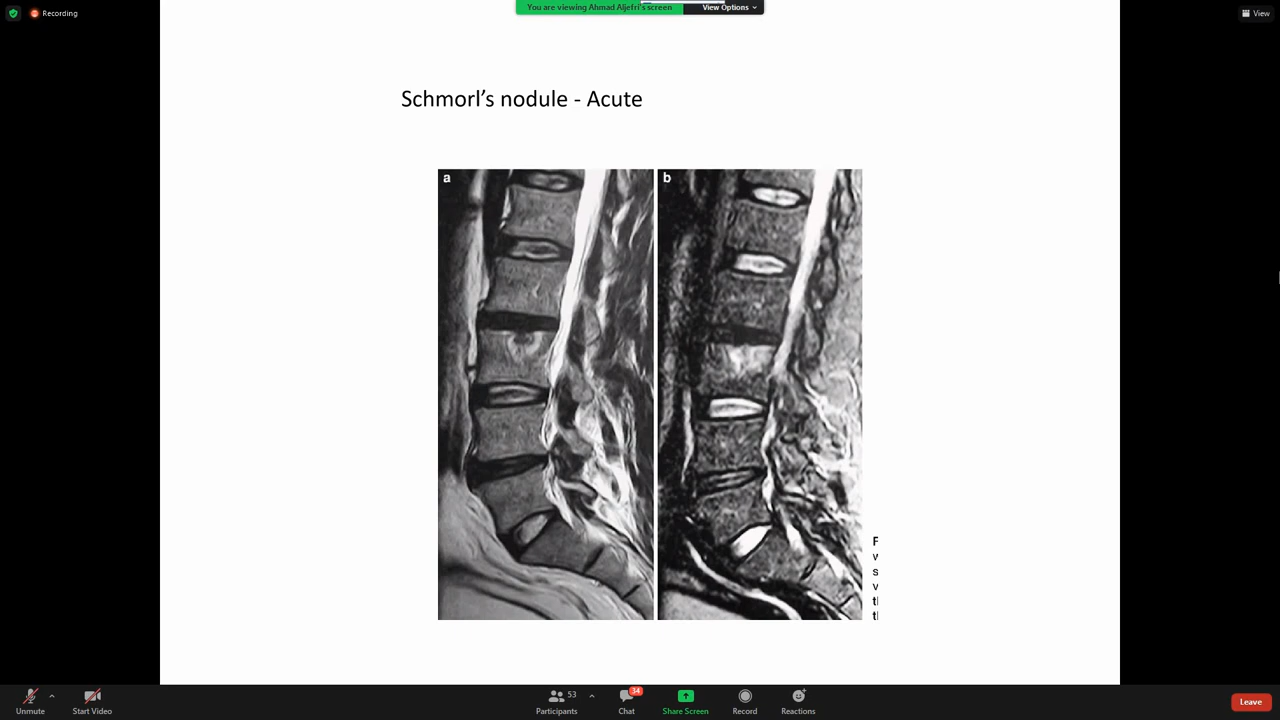 Recording
You are viewing Ahmad Aljefri's screen
View Options
View
Schmorl's nodule - Acute
a
b
F
w
s
v
Unmute
Start Video
53
Participants
34
Chat
Share Screen
Record
Reactions
Leave